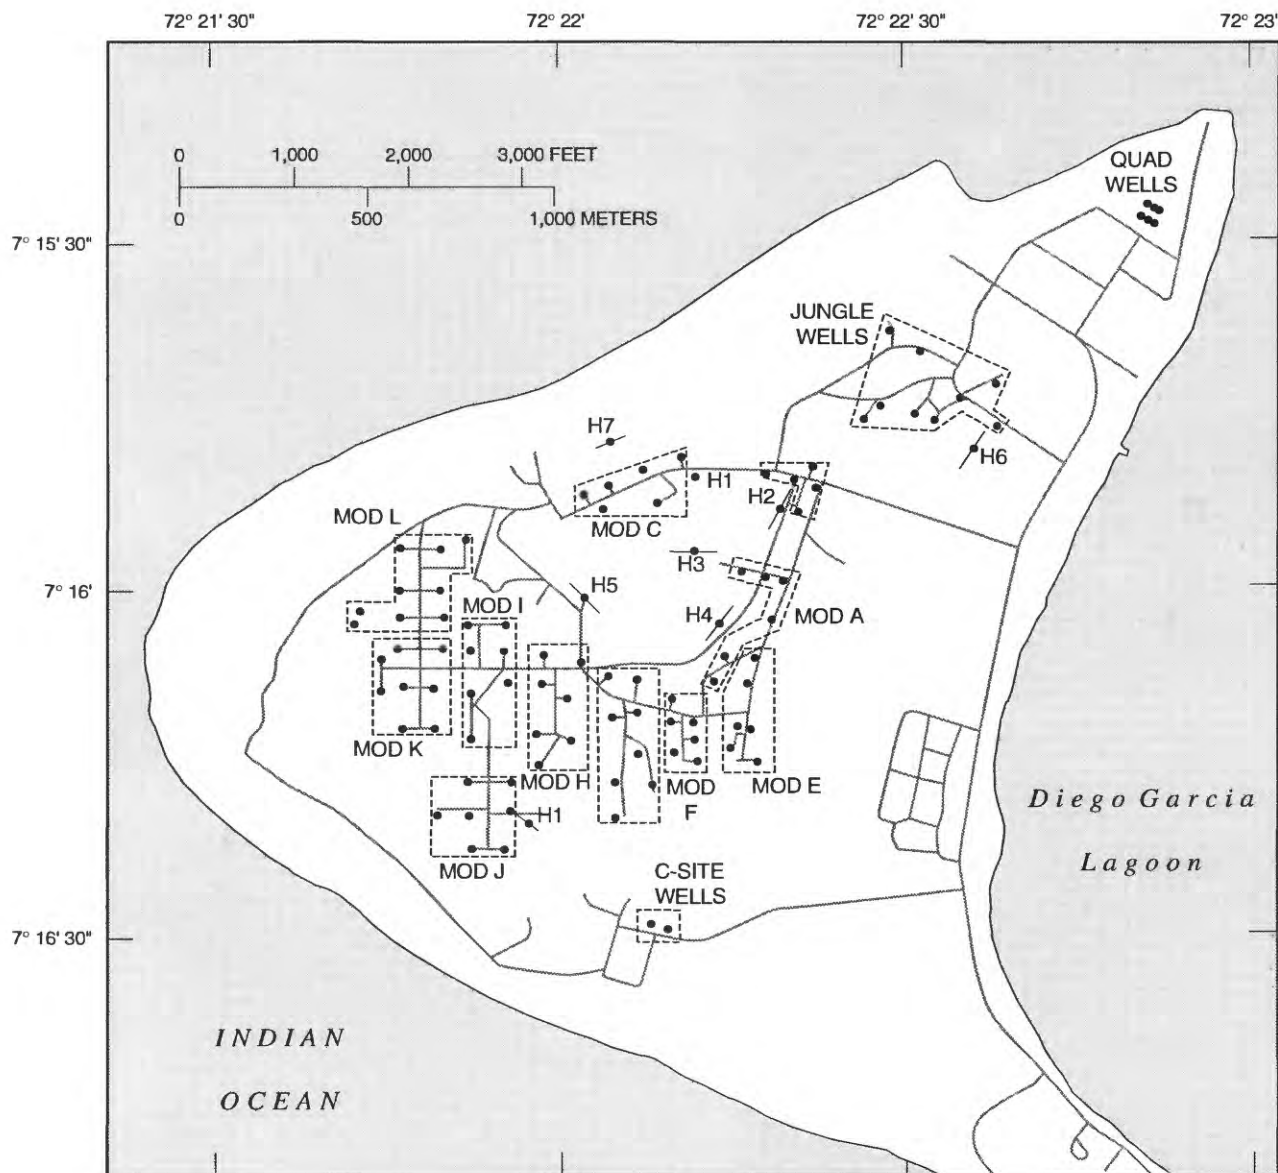 72° 21' 30"
72° 22'
72° 22' 30"
72° 23'
0
1,000
2,000
3,000 FEET
0
500
1,000 METERS
QUAD
WELLS
7° 15' 30"
JUNGLE
WELLS
H7
H6
H1
H2
MOD C
MOD L
H3
H5
7° 16'
MOD I
H4
MOD A
MOD K
MOD H
MOD
F
MOD E
Diego Garcia
Lagoon
H1
MOD J
C-SITE
WELLS
7° 16' 30"
INDIAN
OCEAN